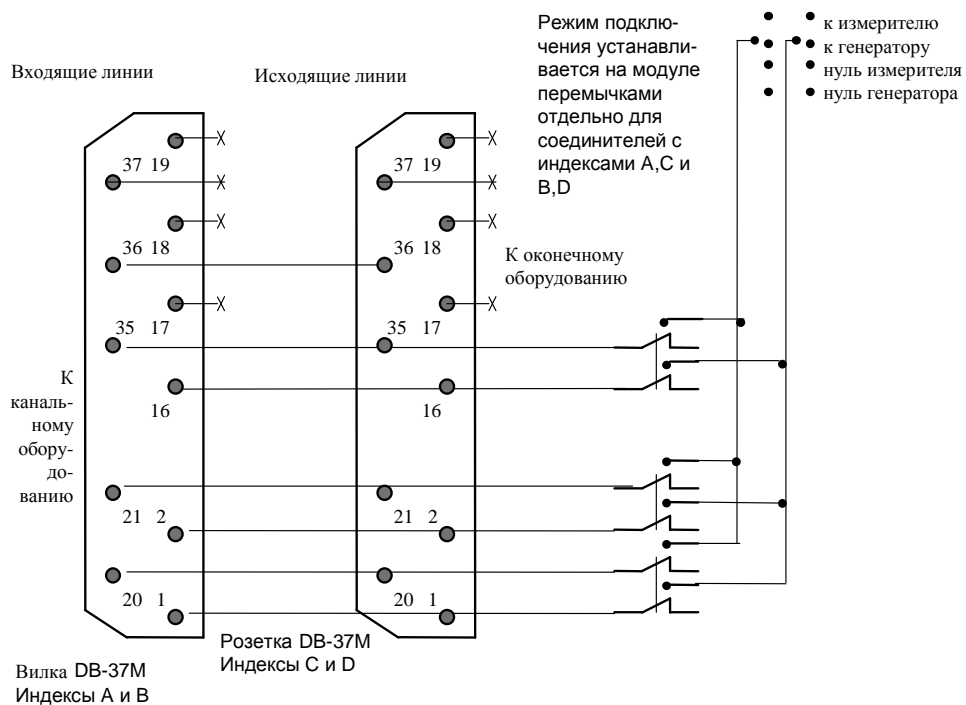 Режим подклю-
чения устанавли-
вается на модуле
перемычками
отдельно для
соединителей с
индексами А,С и
B,D
к измерителю
к генератору
нуль измерителя
нуль генератора
Входящие линии
Исходящие линии
37 19
36 18
35 17
16
21 2
20 1
37 19
36 18
35 17
16
21 2
20 1
К оконечному
оборудованию
К
каналь-
ному
обору-
до-
ванию
Розетка DB-37M
Индексы C и D
Вилка DB-37M
Индексы А и В